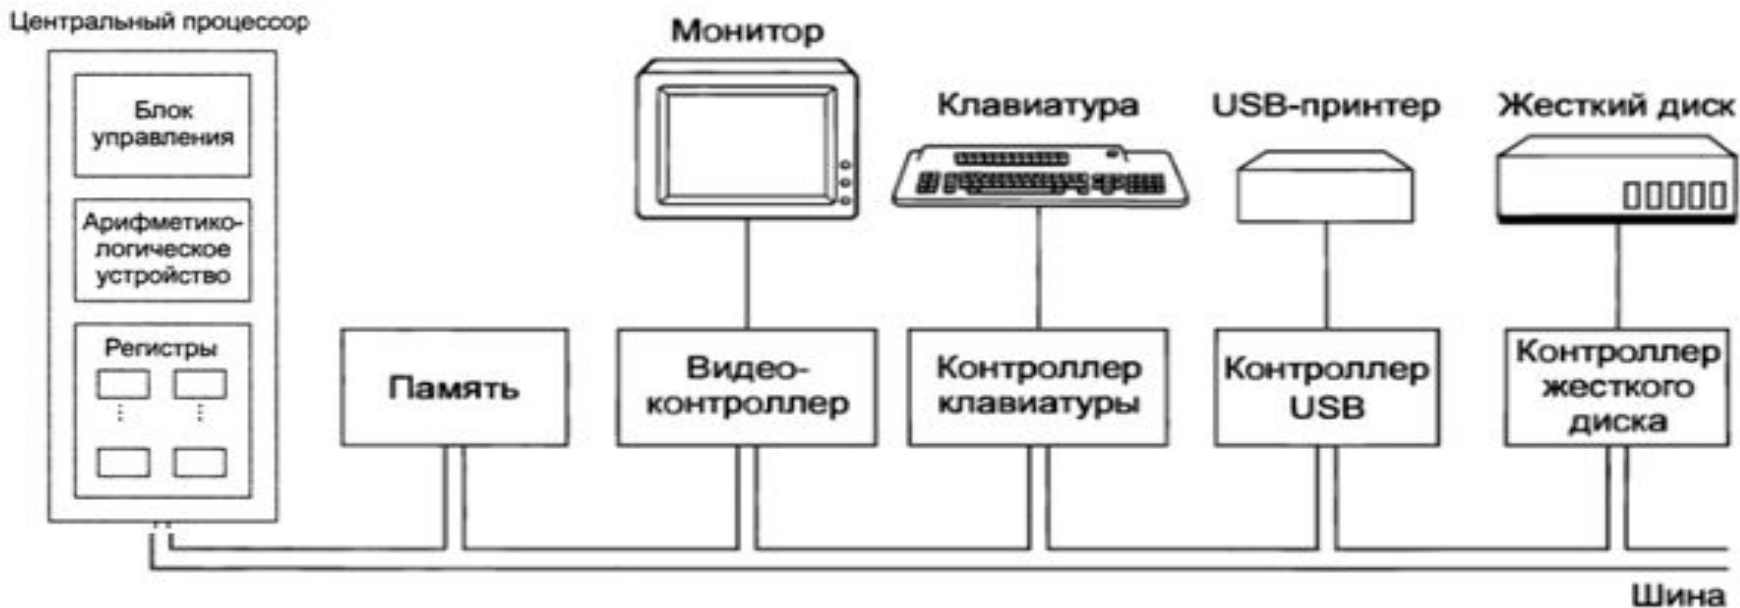 Центральный процессор
Блок
управления
Арифметико-
логическое
устройство
Регистры
Память
Монитор
Видео-
контроллер
Клавиатура
Контроллер
клавиатуры
USB-принтер
Контроллер
USB
Жесткий диск
Контроллер
жесткого
диска
Шина